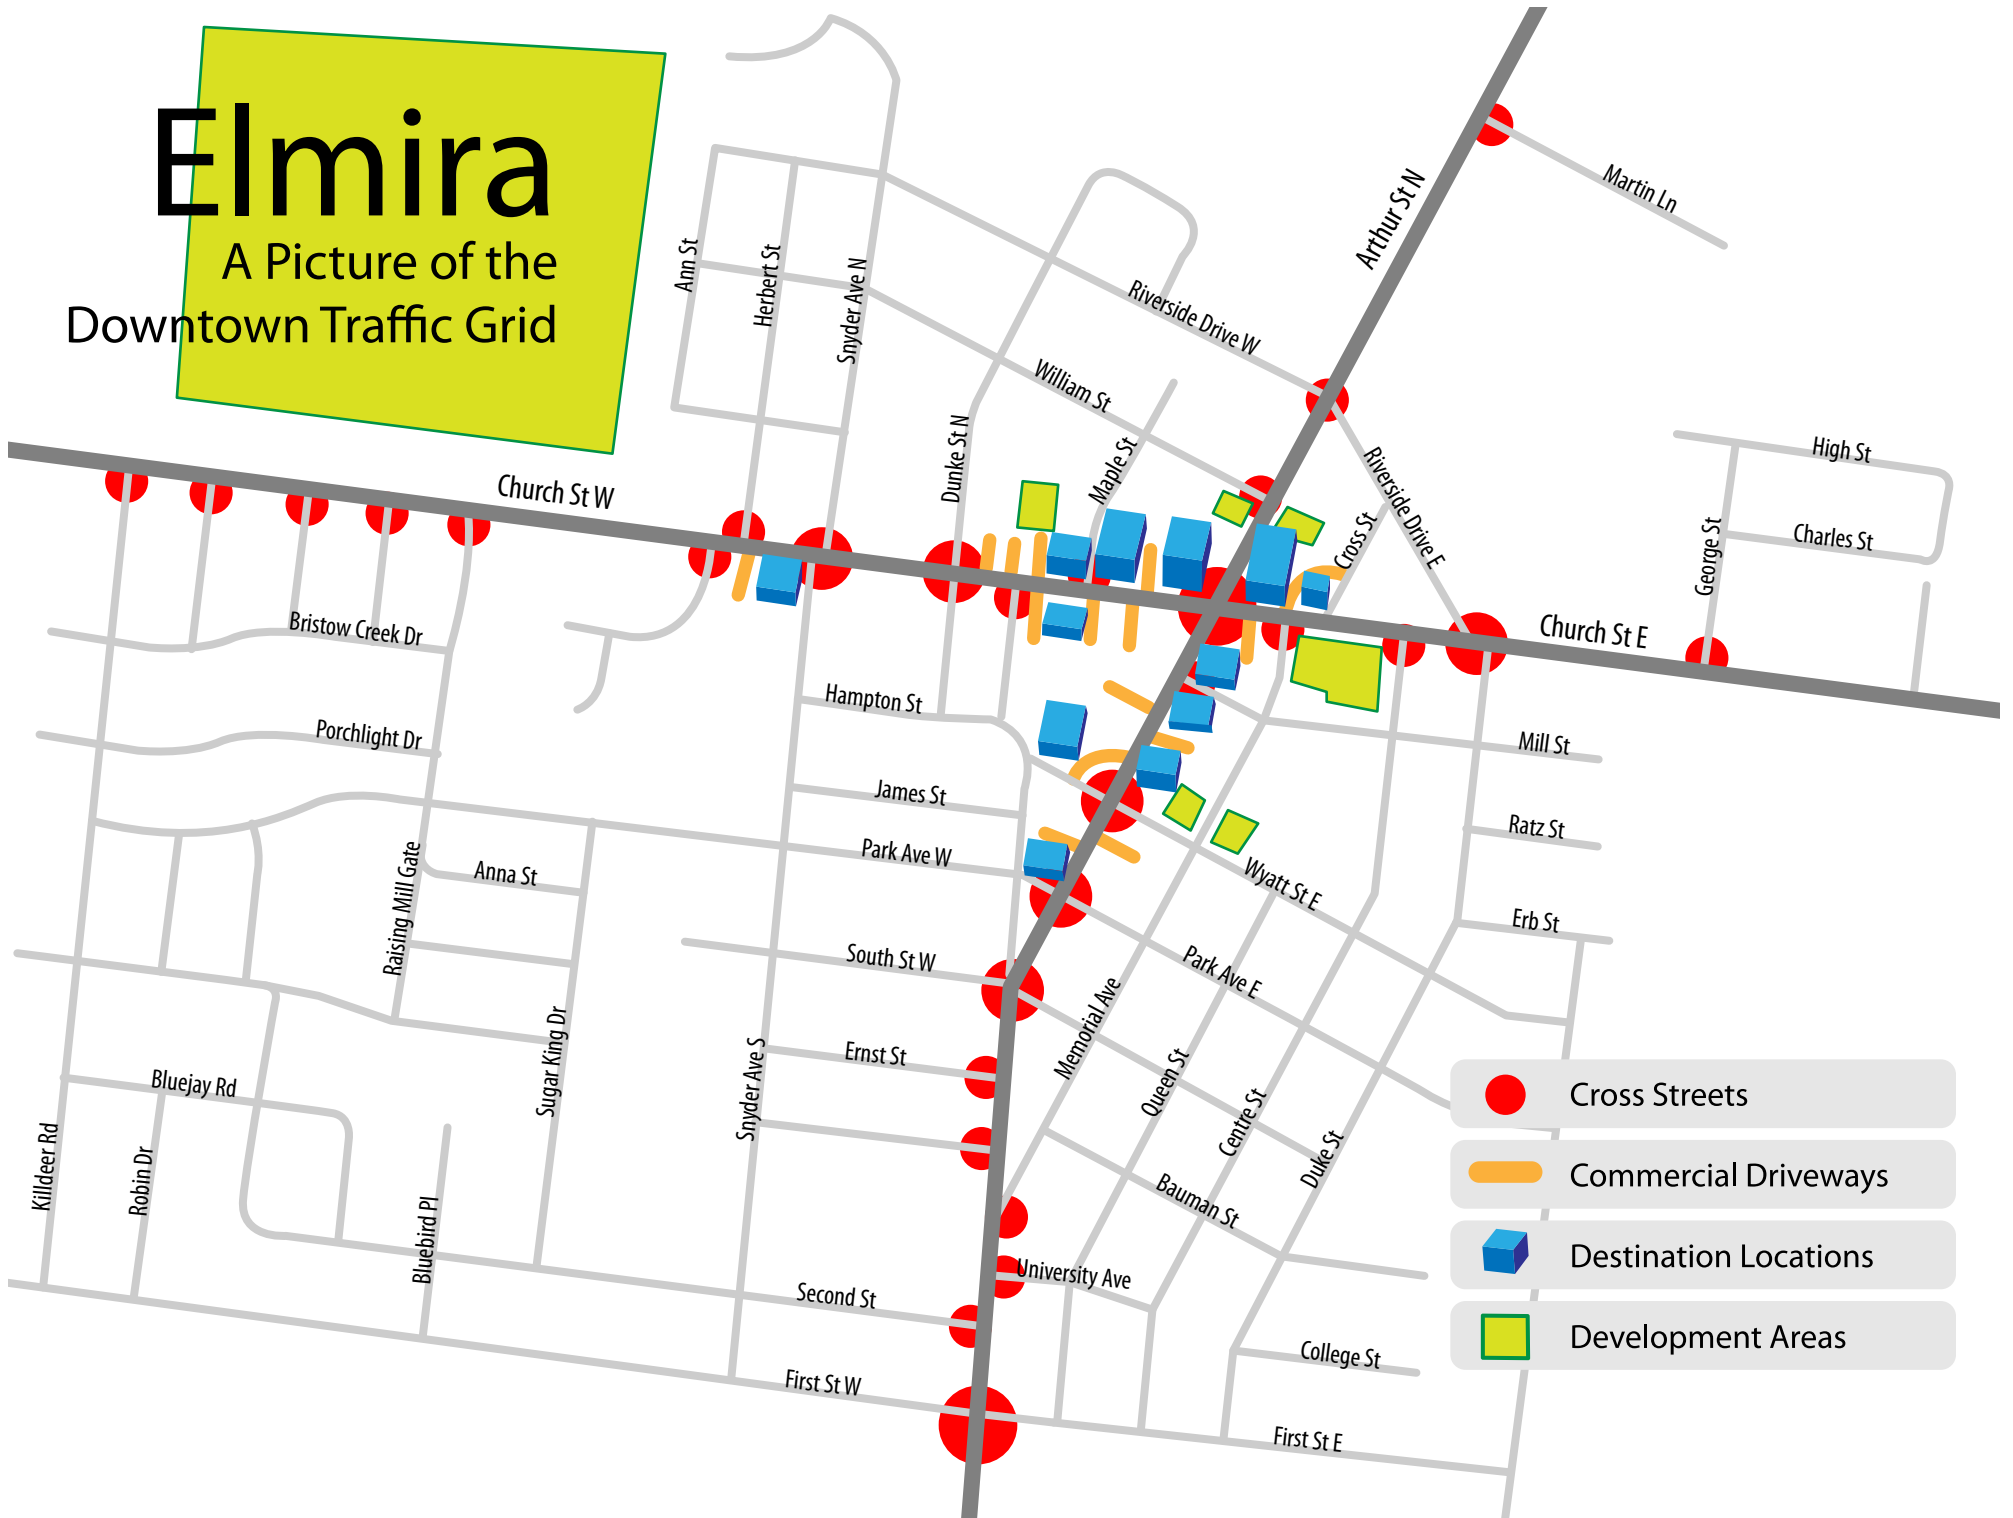 Elmira
A Picture of the
Downtown Traffic Grid
Martin Ln
Arthur St N
Ann St
Herbert St
Snyder Ave N
Riverside Drive W
William St
Dunke St N
Maple St
Cross St
Riverside Drive E
High St
Charles St
George St
Church St W
Church St E
Bristow Creek Dr
Porchlight Dr
Hampton St
Mill St
James St
Ratz St
Park Ave W
Anna St
Raising Mill Gate
Wyatt St E
Erb St
South St W
Park Ave E
Memorial Ave
Sugar King Dr
Snyder Ave S
Ernst St
Queen St
Centre St
Duke St
Bluejay Rd
Killdeer Rd
Robin Dr
Bluebird Pl
Bauman St
University Ave
Second St
College St
First St W
First St E
Cross Streets
Commercial Driveways
Destination Locations
Development Areas